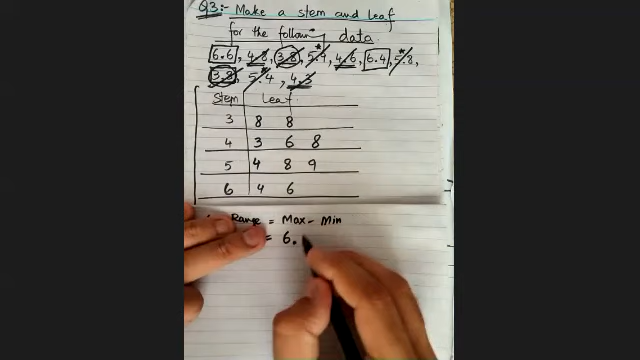 Q3:- Make a stem and leaf
for the follow data.
6.6, 4.8, 3.8, 5.9, 4.6, 6.4, 5.8,
3.8, 5.4, 4.3
Stem Leaf
3 8 8
4 3 6 8
5 4 8 9
6 4 6
Range = Max - Min
= 6.